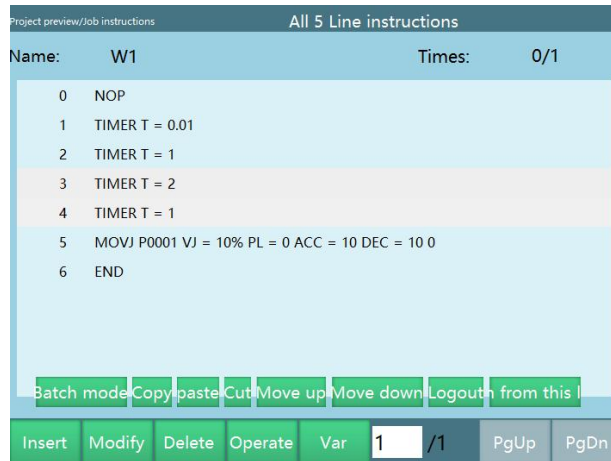 Project preview/Job instructions All 5 Line instructions
Name: W1 Times: 0/1
0 NOP
1 TIMER T = 0.01
2 TIMER T = 1
3 TIMER T = 2
4 TIMER T = 1
5 MOVJ P0001 VJ = 10% PL = 0 ACC = 10 DEC = 10 0
6 END
Batch mode Copy paste Cut Move up Move down Logout from this l
Insert Modify Delete Operate Var 1 /1 PgUp PgDn